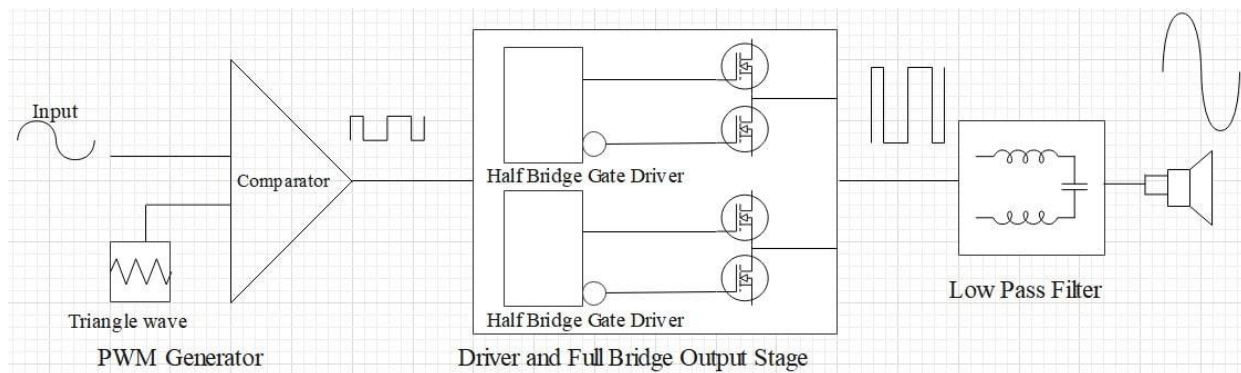 Input
Comparator
Triangle wave
PWM Generator
Half Bridge Gate Driver
Half Bridge Gate Driver
Driver and Full Bridge Output Stage
Low Pass Filter